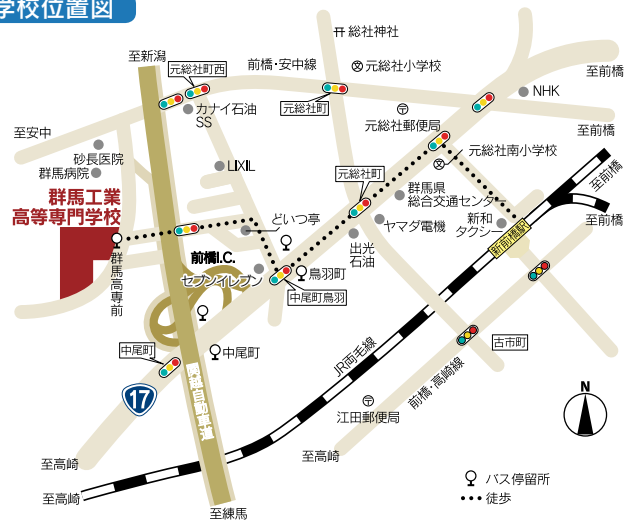 学校位置図
総社神社
至新潟
元総社町西
前橋・安中線
元総社小学校
至前橋
カナイ石油
SS
元総社町
NHK
元総社郵便局
至前橋
至安中
砂長医院
群馬病院
LIXIL
元総社町
元総社南小学校
至前橋
群馬工業
高等専門学校
群馬県
総合交通センター
新和
タクシー
至前橋
どいつ亭
ヤマダ電機
新前橋駅
群馬高専前
前橋I.C.
セブンイレブン
出光
石油
鳥羽町
中尾町鳥羽
中尾町
中尾町
古市町
JR両毛線
前橋・高崎線
17
関越自動車道
江田郵便局
N
至高崎
至高崎
至高崎
至練馬
バス停留所
徒歩